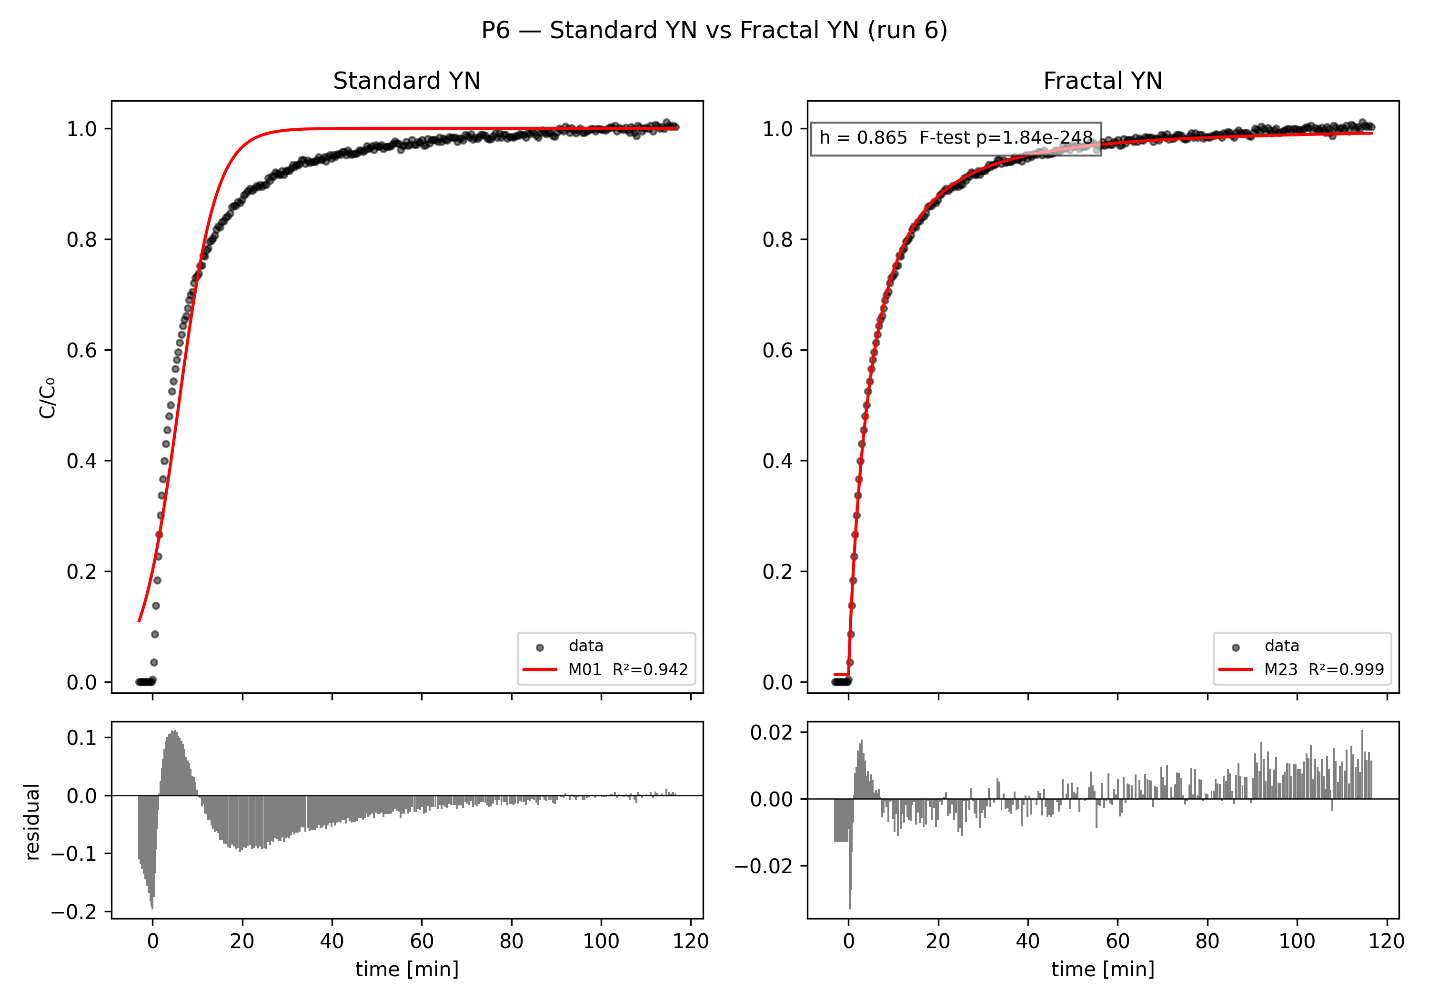 P6 — Standard YN vs Fractal YN (run 6)
Standard YN
C/C₀
1.0
0.8
0.6
0.4
0.2
0.0
data
M01 R²=0.942
residual
0.1
0.0
−0.1
−0.2
0 20 40 60 80 100 120
time [min]
Fractal YN
h = 0.865 F-test p=1.84e-248
1.0
0.8
0.6
0.4
0.2
0.0
data
M23 R²=0.999
0.02
0.00
−0.02
0 20 40 60 80 100 120
time [min]